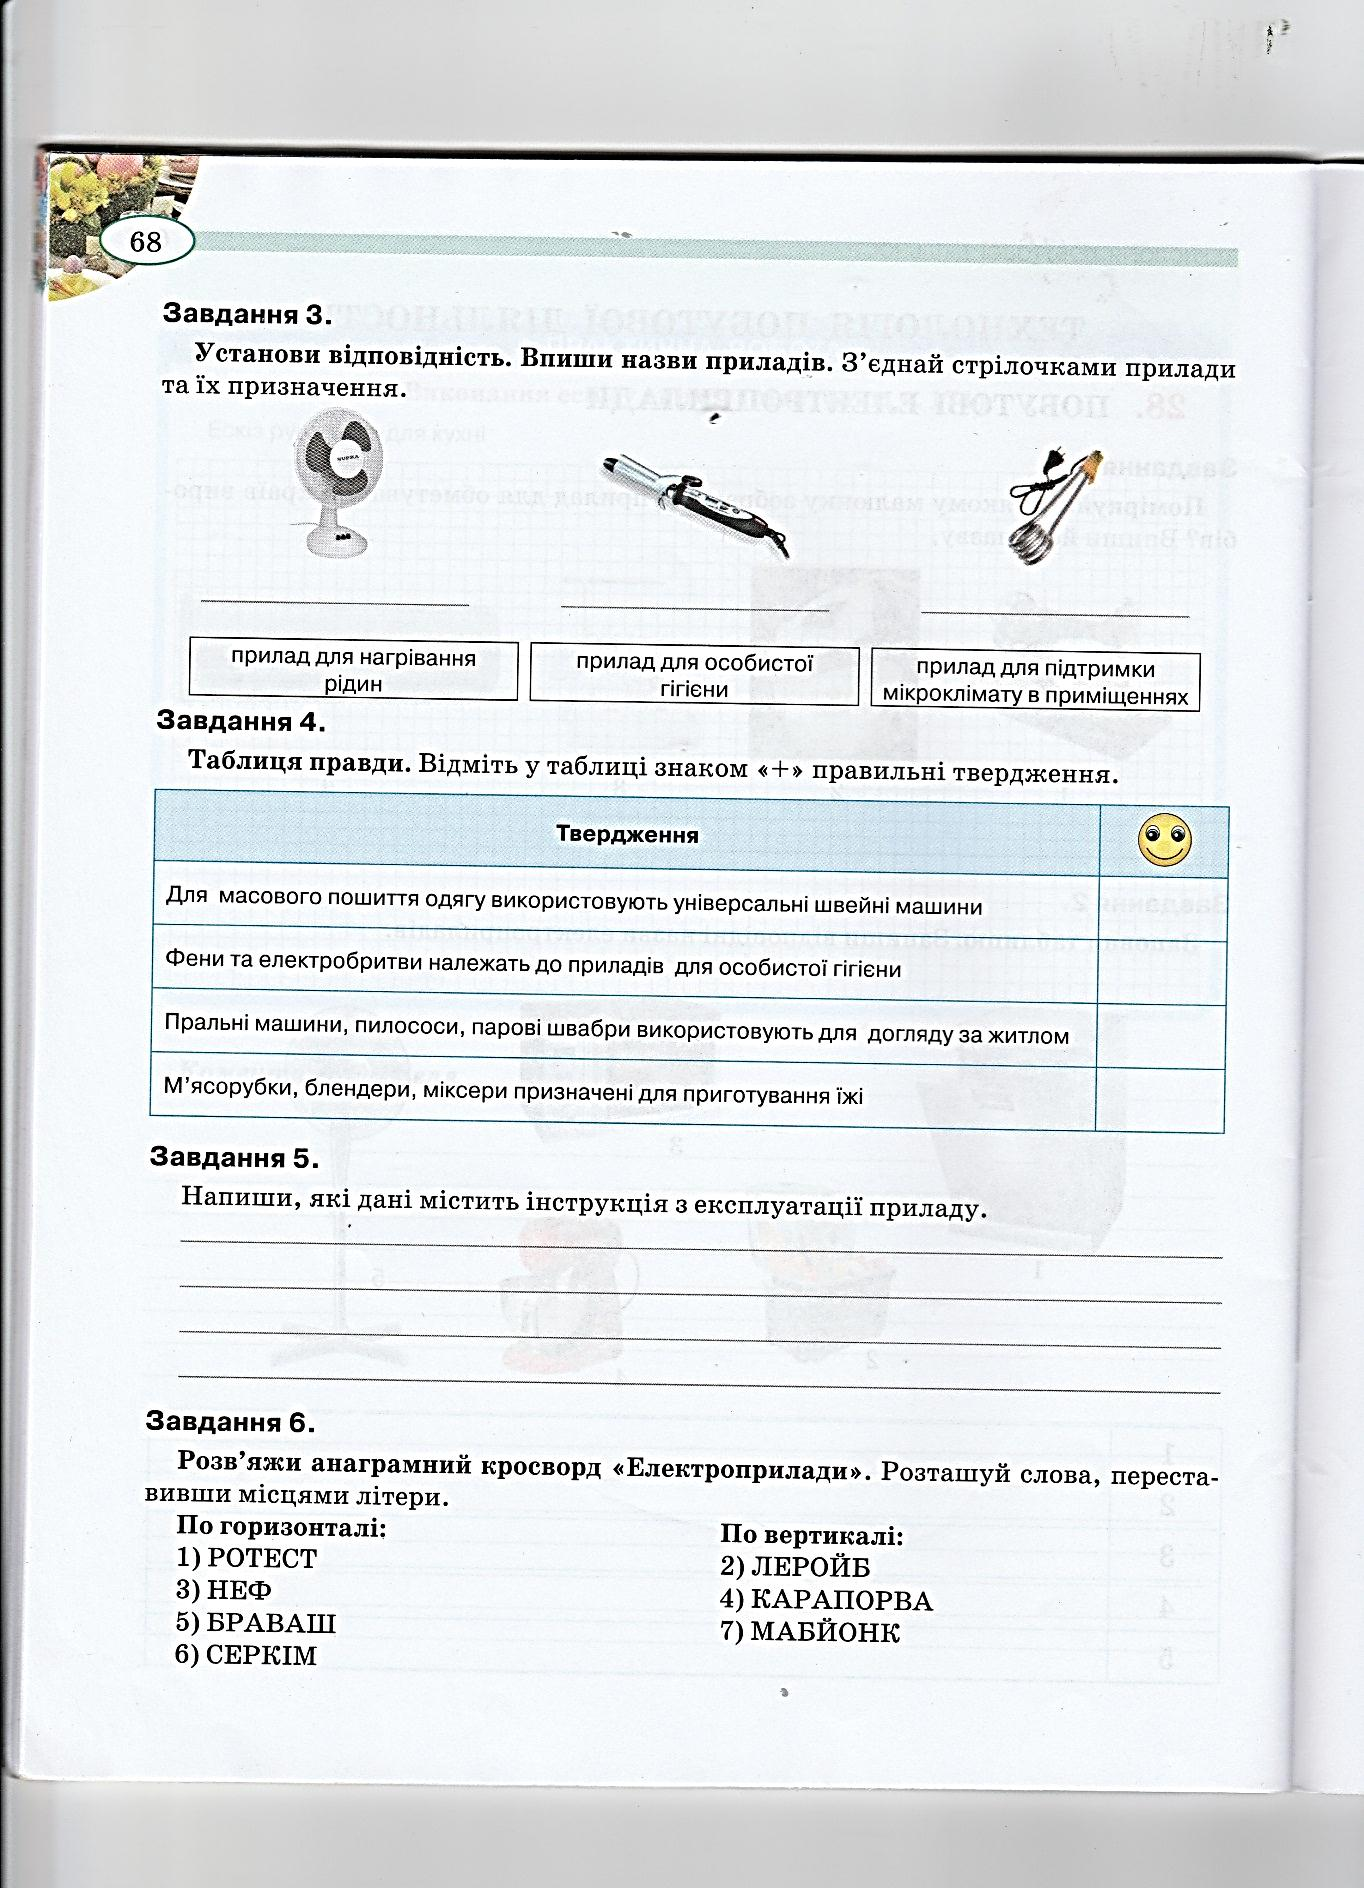 68
Завдання 3.
Установи відповідність. Впиши назви приладів. З’єднай стрілочками прилади
та їх призначення.
SUPRA
прилад для нагрівання
рідин
прилад для особистої
гігієни
прилад для підтримки
мікроклімату в приміщеннях
Завдання 4.
Таблиця правди. Відміть у таблиці знаком «+» правильні твердження.
Твердження
Для масового пошиття одягу використовують універсальні швейні машини
Фени та електробритви належать до приладів для особистої гігієни
Пральні машини, пилососи, парові швабри використовують для догляду за житлом
М’ясорубки, блендери, міксери призначені для приготування їжі
Завдання 5.
Напиши, які дані містить інструкція з експлуатації приладу.
Завдання 6.
Розв’яжи анаграмний кросворд «Електроприлади». Розташуй слова, переста-
вивши місцями літери.
По горизонталі:
1) РОТЕСТ
3) НЕФ
5) БРАВАШ
6) СЕРКІМ
По вертикалі:
2) ЛЕРОЙБ
4) КАРАПОРВА
7) МАБЙОНК